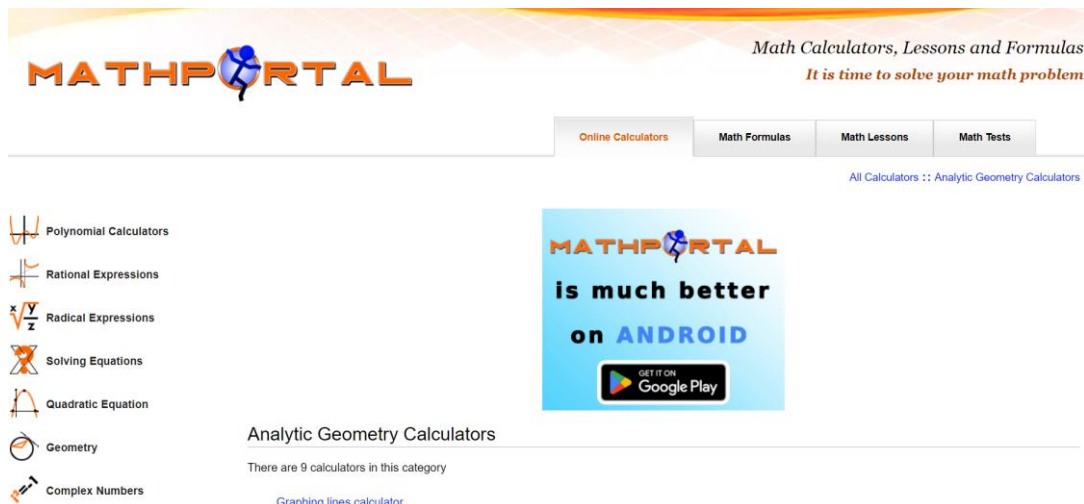 MATHPORTAL
Math Calculators, Lessons and Formulas
It is time to solve your math problem
Online Calculators
Math Formulas
Math Lessons
Math Tests
All Calculators :: Analytic Geometry Calculators
Polynomial Calculators
Rational Expressions
x√y/z
Radical Expressions
Solving Equations
Quadratic Equation
Geometry
Complex Numbers
MATHPORTAL
is much better
on ANDROID
GET IT ON
Google Play
Analytic Geometry Calculators
There are 9 calculators in this category
Graphing lines calculator